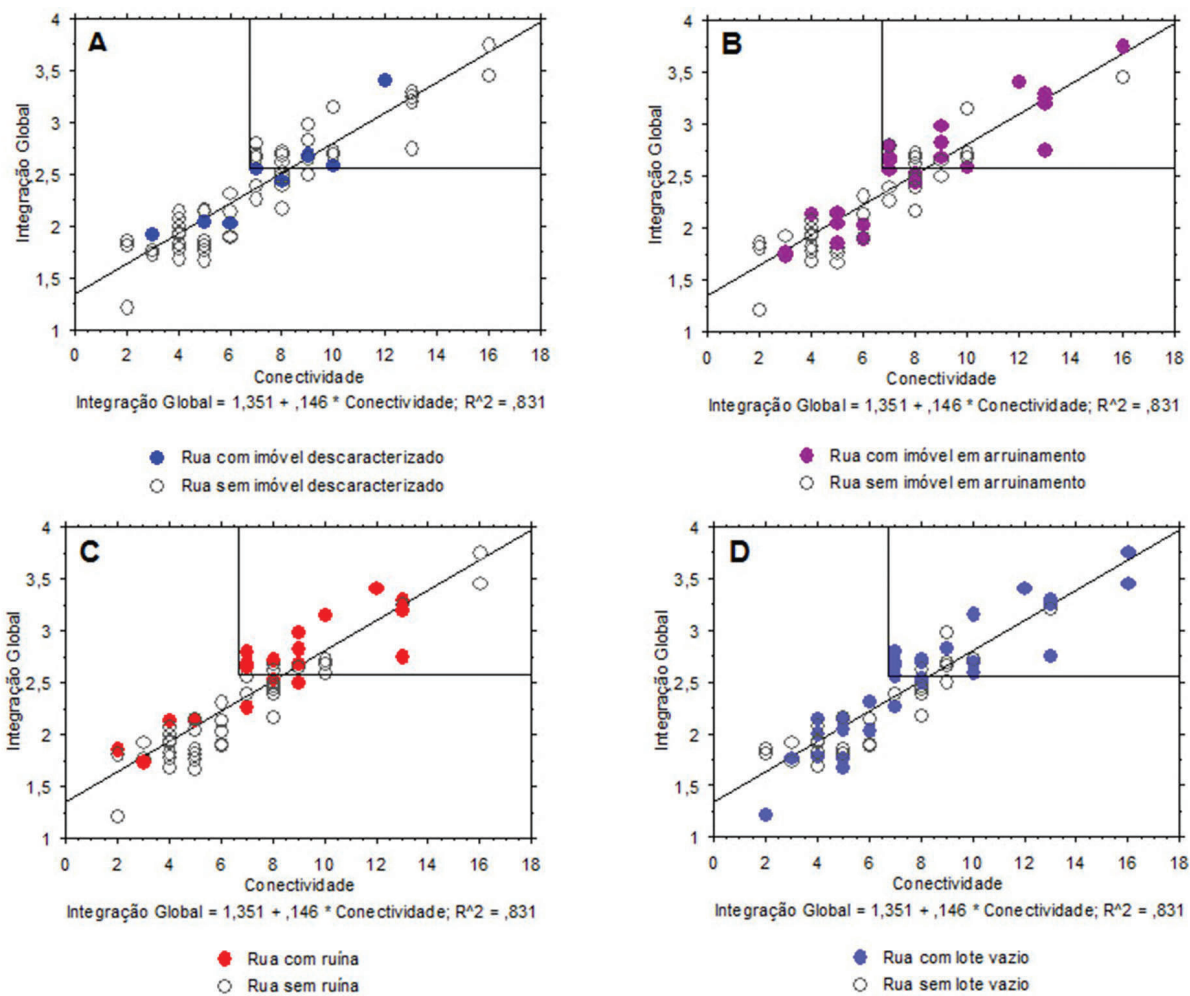 A
Integração Global
4
3,5
3
2,5
2
1,5
1
0 2 4 6 8 10 12 14 16 18
Conectividade
Integração Global = 1,351 + ,146 * Conectividade; R^2 = ,831
Rua com imóvel descaracterizado
Rua sem imóvel descaracterizado
B
Integração Global
4
3,5
3
2,5
2
1,5
1
0 2 4 6 8 10 12 14 16 18
Conectividade
Integração Global = 1,351 + ,146 * Conectividade; R^2 = ,831
Rua com imóvel em arruinamento
Rua sem imóvel em arruinamento
C
Integração Global
4
3,5
3
2,5
2
1,5
1
0 2 4 6 8 10 12 14 16 18
Conectividade
Integração Global = 1,351 + ,146 * Conectividade; R^2 = ,831
Rua com ruína
Rua sem ruína
D
Integração Global
4
3,5
3
2,5
2
1,5
1
0 2 4 6 8 10 12 14 16 18
Conectividade
Integração Global = 1,351 + ,146 * Conectividade; R^2 = ,831
Rua com lote vazio
Rua sem lote vazio